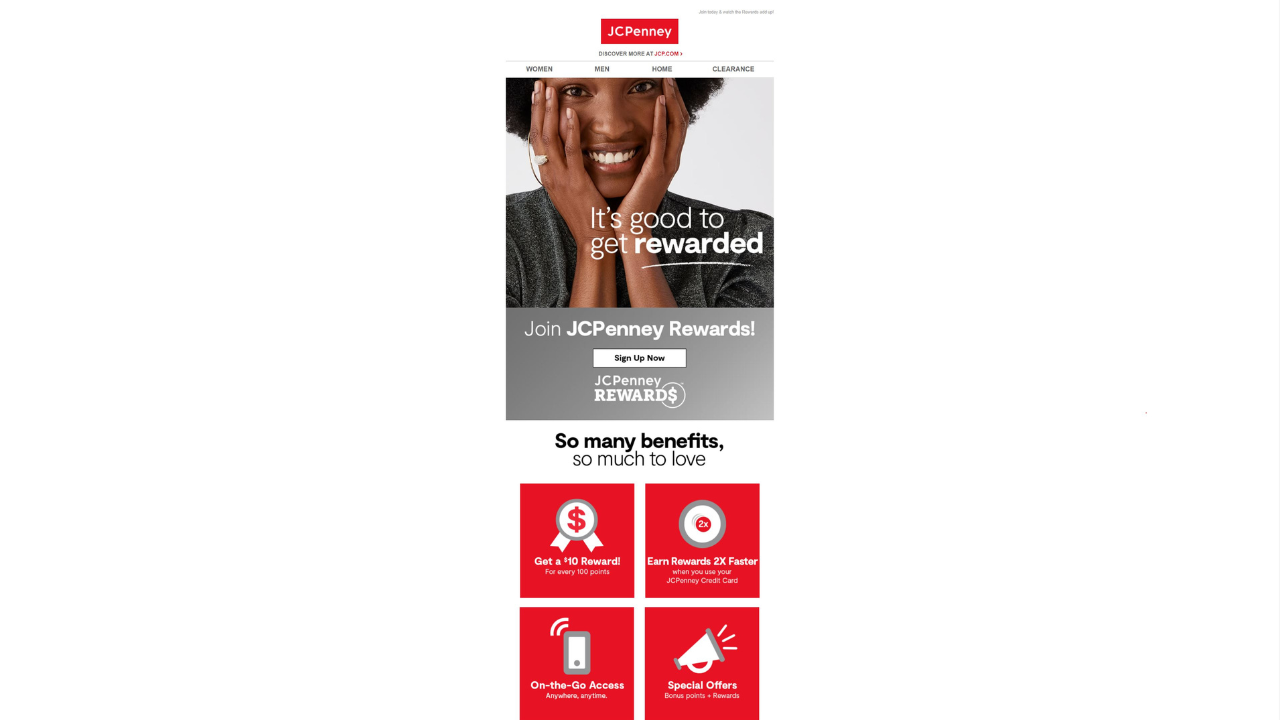 Join today & watch the Rewards add up!
JCPenney
DISCOVER MORE AT JCP.COM ›
WOMEN MEN HOME CLEARANCE
It's good to
get rewarded
Join JCPenney Rewards!
Sign Up Now
JCPenney
REWARD$
So many benefits,
so much to love
$
Get a $10 Reward!
For every 100 points
2x
Earn Rewards 2X Faster
when you use your
JCPenney Credit Card
On-the-Go Access
Anywhere, anytime.
Special Offers
Bonus points + Rewards